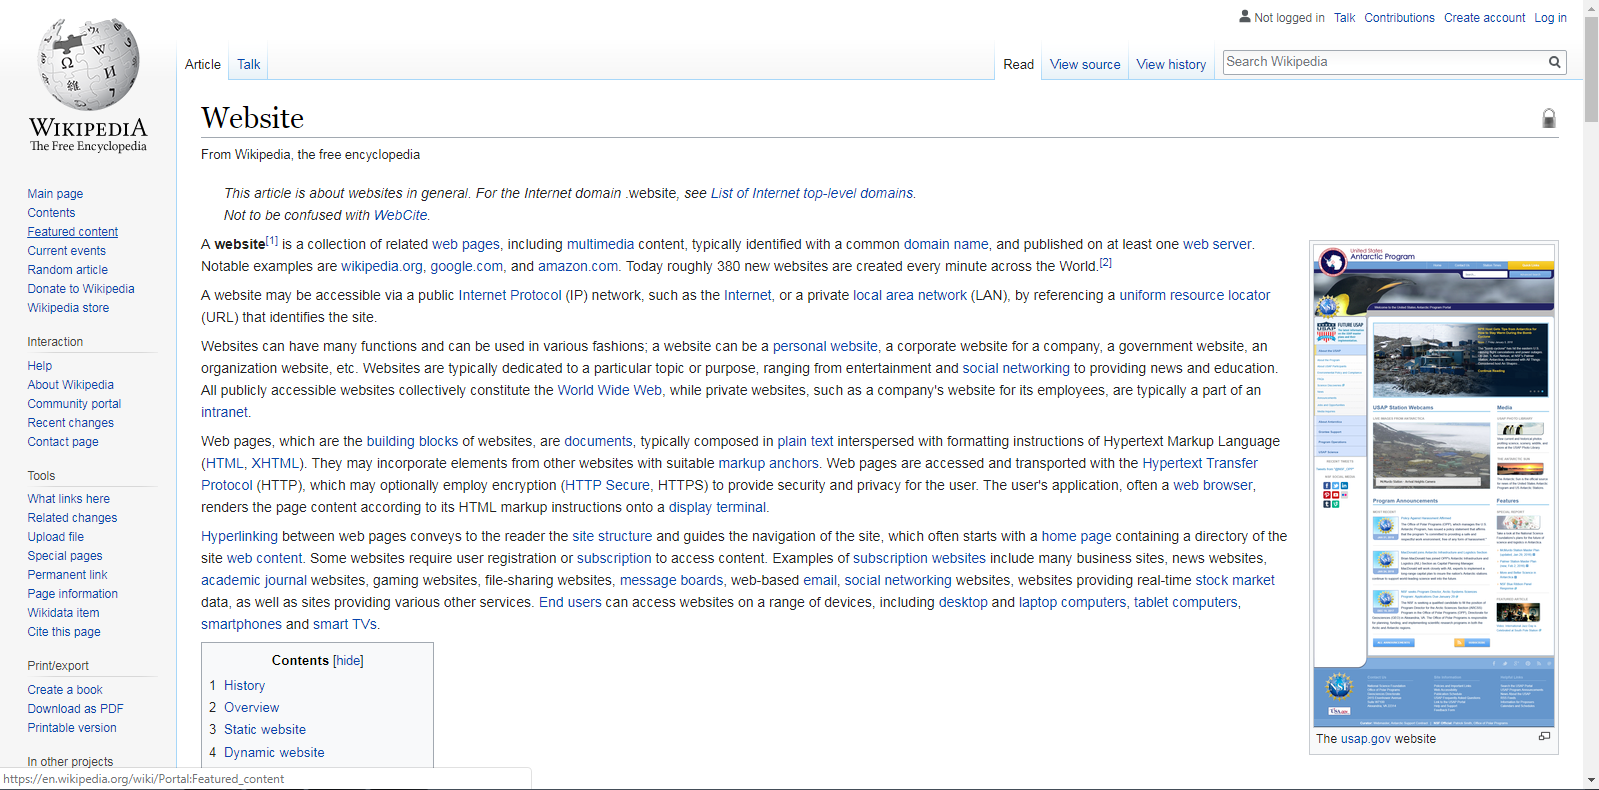 Not logged in Talk Contributions Create account Log in
Article Talk Read View source View history Search Wikipedia
WIKIPEDIA
The Free Encyclopedia
Main page
Contents
Featured content
Current events
Random article
Donate to Wikipedia
Wikipedia store
Interaction
Help
About Wikipedia
Community portal
Recent changes
Contact page
Tools
What links here
Related changes
Upload file
Special pages
Permanent link
Page information
Wikidata item
Cite this page
Print/export
Create a book
Download as PDF
Printable version
In other projects
https://en.wikipedia.org/wiki/Portal:Featured_content
Website
From Wikipedia, the free encyclopedia
This article is about websites in general. For the Internet domain .website, see List of Internet top-level domains.
Not to be confused with WebCite.
A website[1] is a collection of related web pages, including multimedia content, typically identified with a common domain name, and published on at least one web server.
Notable examples are wikipedia.org, google.com, and amazon.com. Today roughly 380 new websites are created every minute across the World.[2]
A website may be accessible via a public Internet Protocol (IP) network, such as the Internet, or a private local area network (LAN), by referencing a uniform resource locator
(URL) that identifies the site.
Websites can have many functions and can be used in various fashions; a website can be a personal website, a corporate website for a company, a government website, an
organization website, etc. Websites are typically dedicated to a particular topic or purpose, ranging from entertainment and social networking to providing news and education.
All publicly accessible websites collectively constitute the World Wide Web, while private websites, such as a company's website for its employees, are typically a part of an
intranet.
Web pages, which are the building blocks of websites, are documents, typically composed in plain text interspersed with formatting instructions of Hypertext Markup Language
(HTML, XHTML). They may incorporate elements from other websites with suitable markup anchors. Web pages are accessed and transported with the Hypertext Transfer
Protocol (HTTP), which may optionally employ encryption (HTTP Secure, HTTPS) to provide security and privacy for the user. The user's application, often a web browser,
renders the page content according to its HTML markup instructions onto a display terminal.
Hyperlinking between web pages conveys to the reader the site structure and guides the navigation of the site, which often starts with a home page containing a directory of the
site web content. Some websites require user registration or subscription to access content. Examples of subscription websites include many business sites, news websites,
academic journal websites, gaming websites, file-sharing websites, message boards, web-based email, social networking websites, websites providing real-time stock market
data, as well as sites providing various other services. End users can access websites on a range of devices, including desktop and laptop computers, tablet computers,
smartphones and smart TVs.
Contents [hide]
1 History
2 Overview
3 Static website
4 Dynamic website
United States
Antarctic Program
FUTURE USAP
USAP Station Webcams
Media
Program Announcements
Features
NSF
USA.gov
The usap.gov website